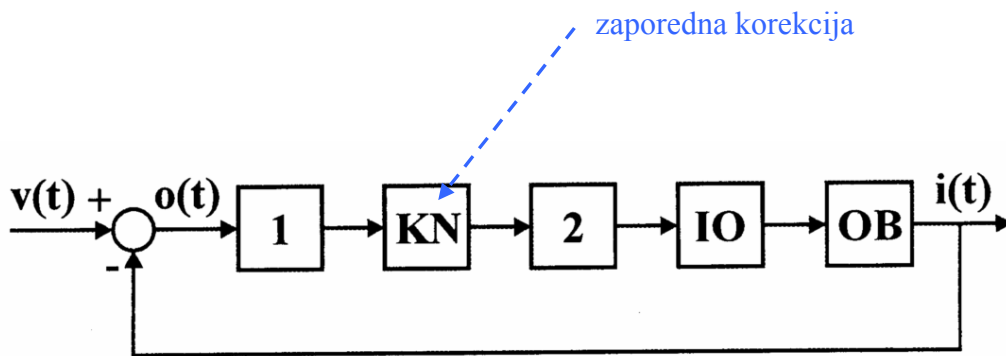 zaporedna korekcija
v(t) + o(t) 1 KN 2 IO OB i(t)
-